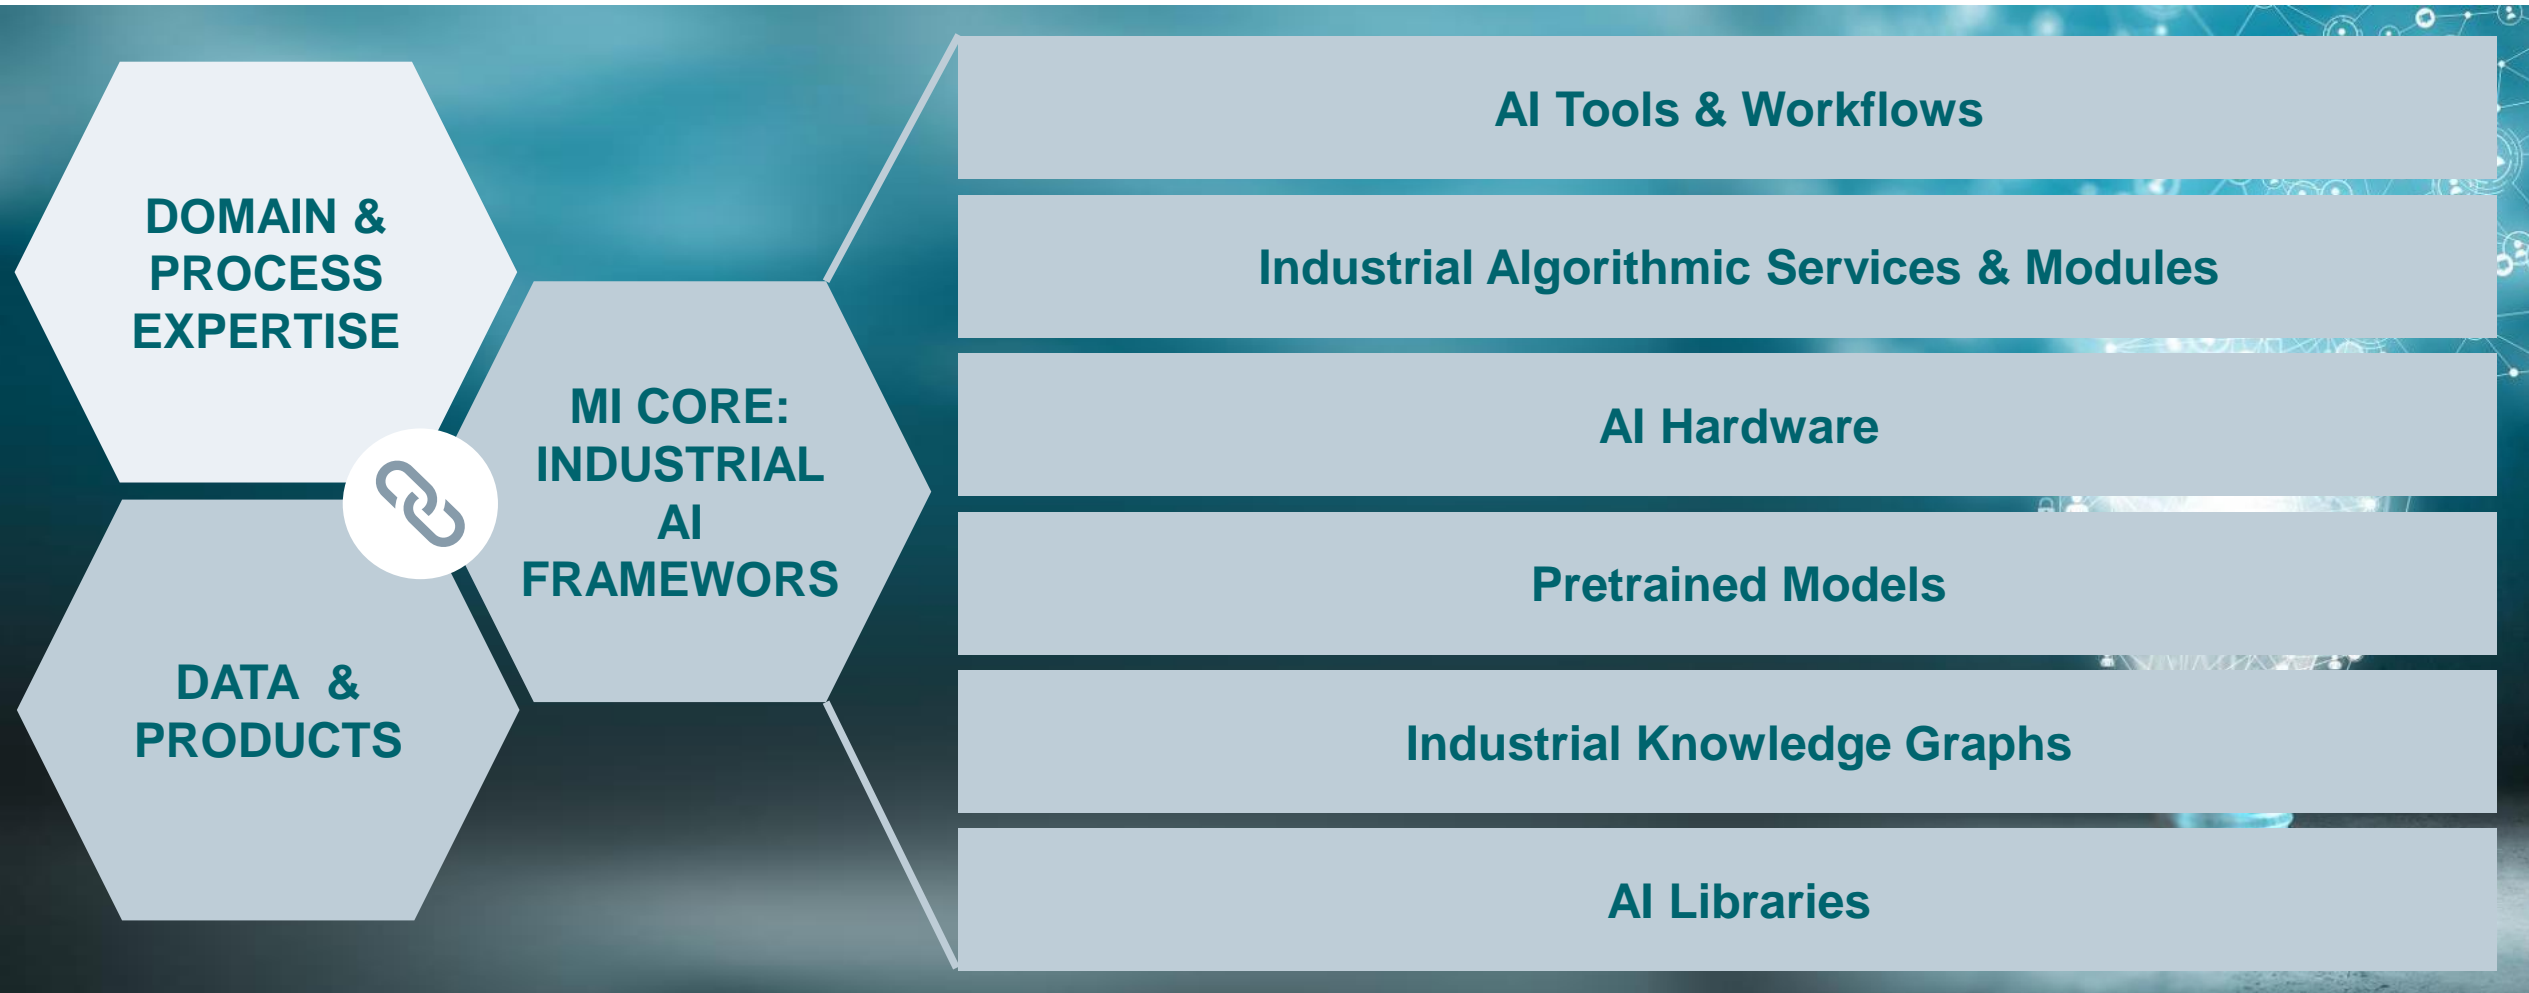 DOMAIN &
PROCESS
EXPERTISE
MI CORE:
INDUSTRIAL
AI
FRAMEWORS
DATA  &
PRODUCTS
AI Tools & Workflows
Industrial Algorithmic Services & Modules
AI Hardware
Pretrained Models
Industrial Knowledge Graphs
AI Libraries